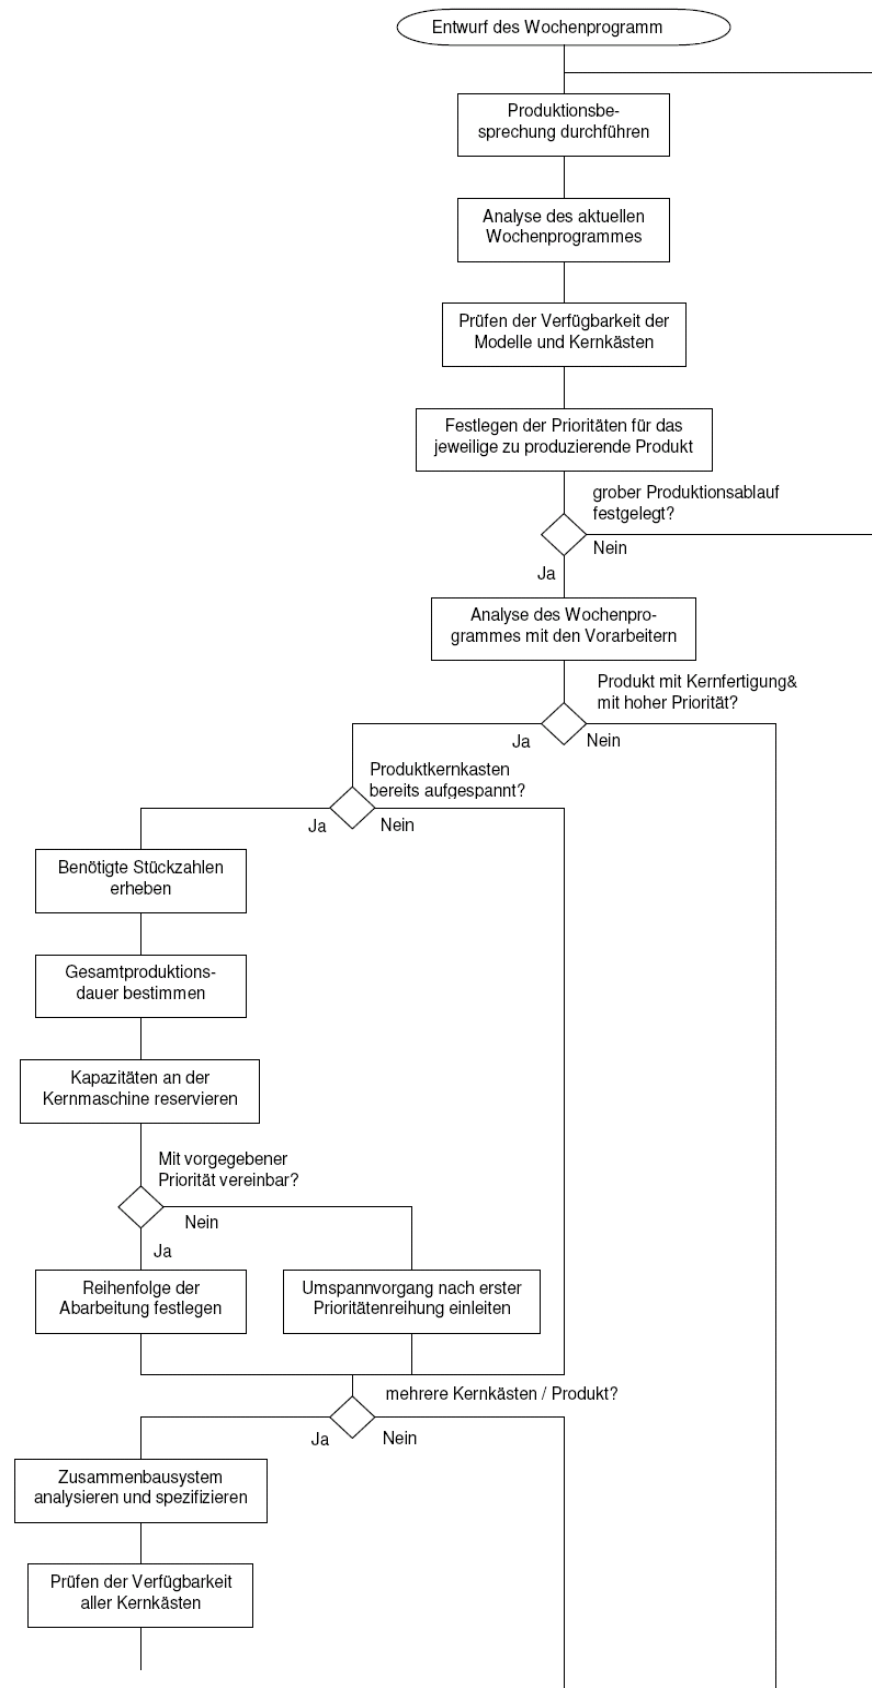 Entwurf des Wochenprogramm
Produktionsbe-
sprechung durchführen
Analyse des aktuellen
Wochenprogrammes
Prüfen der Verfügbarkeit der
Modelle und Kernkästen
Festlegen der Prioritäten für das
jeweilige zu produzierende Produkt
grober Produktionsablauf
festgelegt?
Nein
Ja
Analyse des Wochenpro-
grammes mit den Vorarbeitern
Produkt mit Kernfertigung&
mit hoher Priorität?
Ja
Nein
Produktkernkasten
bereits aufgespannt?
Ja
Nein
Benötigte Stückzahlen
erheben
Gesamtproduktions-
dauer bestimmen
Kapazitäten an der
Kernmaschine reservieren
Mit vorgegebener
Priorität vereinbar?
Nein
Ja
Reihenfolge der
Abarbeitung festlegen
Umspannvorgang nach erster
Prioritätenreihung einleiten
mehrere Kernkästen / Produkt?
Ja
Nein
Zusammenbausystem
analysieren und spezifizieren
Prüfen der Verfügbarkeit
aller Kernkästen